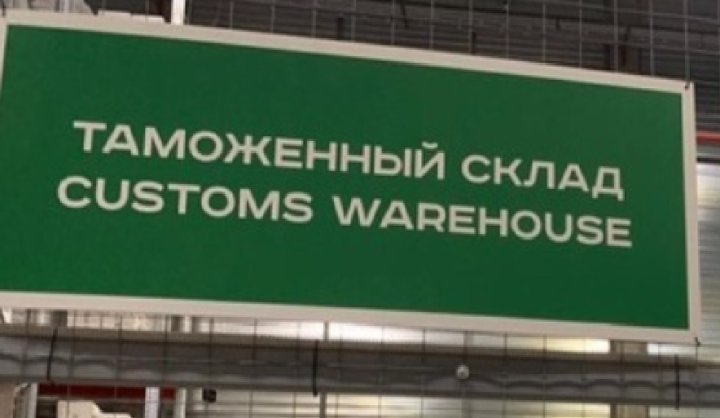 ТАМОЖЕННЫЙ СКЛАД
CUSTOMS WAREHOUSE